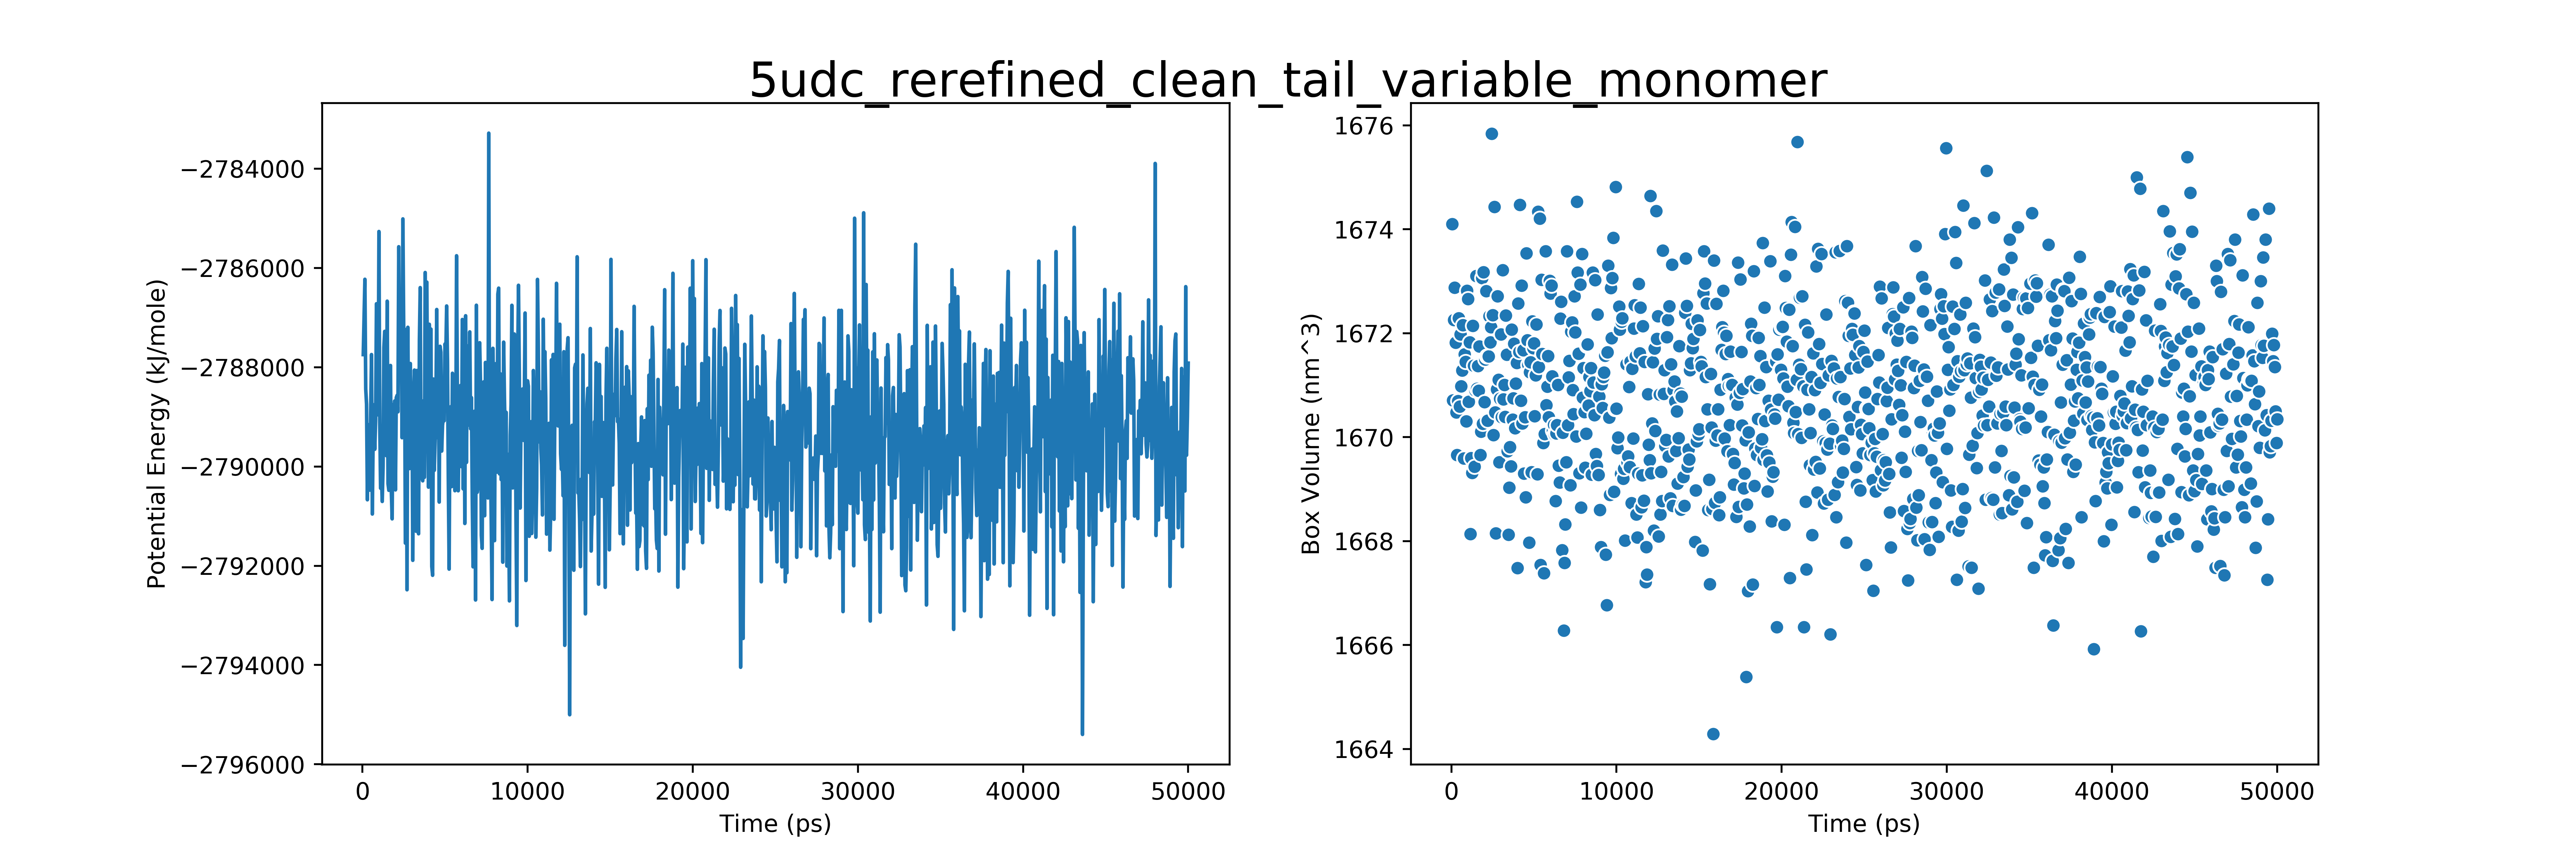 5udc_rerefined_clean_tail_variable_monomer
Potential Energy (kJ/mole)
−2784000
−2786000
−2788000
−2790000
−2792000
−2794000
−2796000
0 10000 20000 30000 40000 50000
Time (ps)
Box Volume (nm^3)
1676
1674
1672
1670
1668
1666
1664
0 10000 20000 30000 40000 50000
Time (ps)